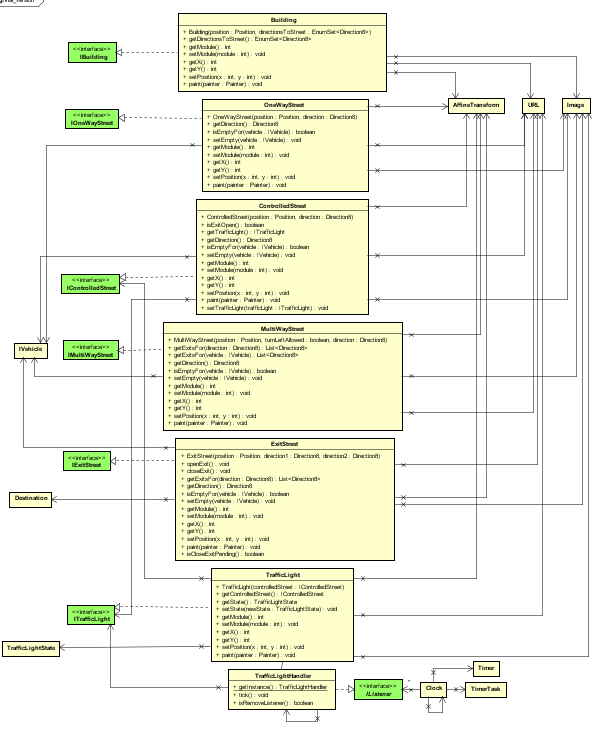 Building
+ Building(position : Position, directionsToStreet : EnumSet<Direction8>)
+ getDirectionsToStreet() : EnumSet<Direction8>
+ getModule() : int
+ setModule(module : int) : void
+ getX() : int
+ getY() : int
+ setPosition(x : int, y : int) : void
+ paint(painter : Painter) : void
<<interface>>
IBuilding
OneWayStreet
+ OneWayStreet(position : Position, direction : Direction8)
+ getDirection() : Direction8
+ isEmptyFor(vehicle : IVehicle) : boolean
+ setEmpty(vehicle : IVehicle) : void
+ getModule() : int
+ setModule(module : int) : void
+ getX() : int
+ getY() : int
+ setPosition(x : int, y : int) : void
+ paint(painter : Painter) : void
<<interface>>
IOneWayStreet
AffineTransform
URL
Image
ControlledStreet
+ ControlledStreet(position : Position, direction : Direction8)
+ isExitOpen() : boolean
+ getTrafficLight() : ITrafficLight
+ getDirection() : Direction8
+ isEmptyFor(vehicle : IVehicle) : boolean
+ setEmpty(vehicle : IVehicle) : void
+ getModule() : int
+ setModule(module : int) : void
+ getX() : int
+ getY() : int
+ setPosition(x : int, y : int) : void
+ paint(painter : Painter) : void
+ setTrafficLight(trafficLight : ITrafficLight) : void
<<interface>>
IControlledStreet
MultiWayStreet
+ MultiWayStreet(position : Position, turnLeftAllowed : boolean, direction : Direction8)
+ getExitsFor(direction : Direction8) : List<Direction8>
+ getExitsFor(vehicle : IVehicle) : List<Direction8>
+ getDirection() : Direction8
+ isEmptyFor(vehicle : IVehicle) : boolean
+ setEmpty(vehicle : IVehicle) : void
+ getModule() : int
+ setModule(module : int) : void
+ getX() : int
+ getY() : int
+ setPosition(x : int, y : int) : void
+ paint(painter : Painter) : void
IVehicle
<<interface>>
IMultiWayStreet
ExitStreet
+ ExitStreet(position : Position, direction1 : Direction8, direction2 : Direction8)
+ openExit() : void
+ closeExit() : void
+ getExitsFor(direction : Direction8) : List<Direction8>
+ getDirection() : Direction8
+ isEmptyFor(vehicle : IVehicle) : boolean
+ setEmpty(vehicle : IVehicle) : void
+ getModule() : int
+ setModule(module : int) : void
+ getX() : int
+ getY() : int
+ setPosition(x : int, y : int) : void
+ paint(painter : Painter) : void
+ isCloseExitPending() : boolean
<<interface>>
IExitStreet
Destination
TrafficLight
+ TrafficLight(controlledStreet : IControlledStreet)
+ getControlledStreet() : IControlledStreet
+ getState() : TrafficLightState
+ setState(newState : TrafficLightState) : void
+ getModule() : int
+ setModule(module : int) : void
+ getX() : int
+ getY() : int
+ setPosition(x : int, y : int) : void
+ paint(painter : Painter) : void
<<interface>>
ITrafficLight
TrafficLightState
TrafficLightHandler
+ getInstance() : TrafficLightHandler
+ tick() : void
+ isRemoveListener() : boolean
<<interface>>
IListener
*
Clock
Timer
TimerTask